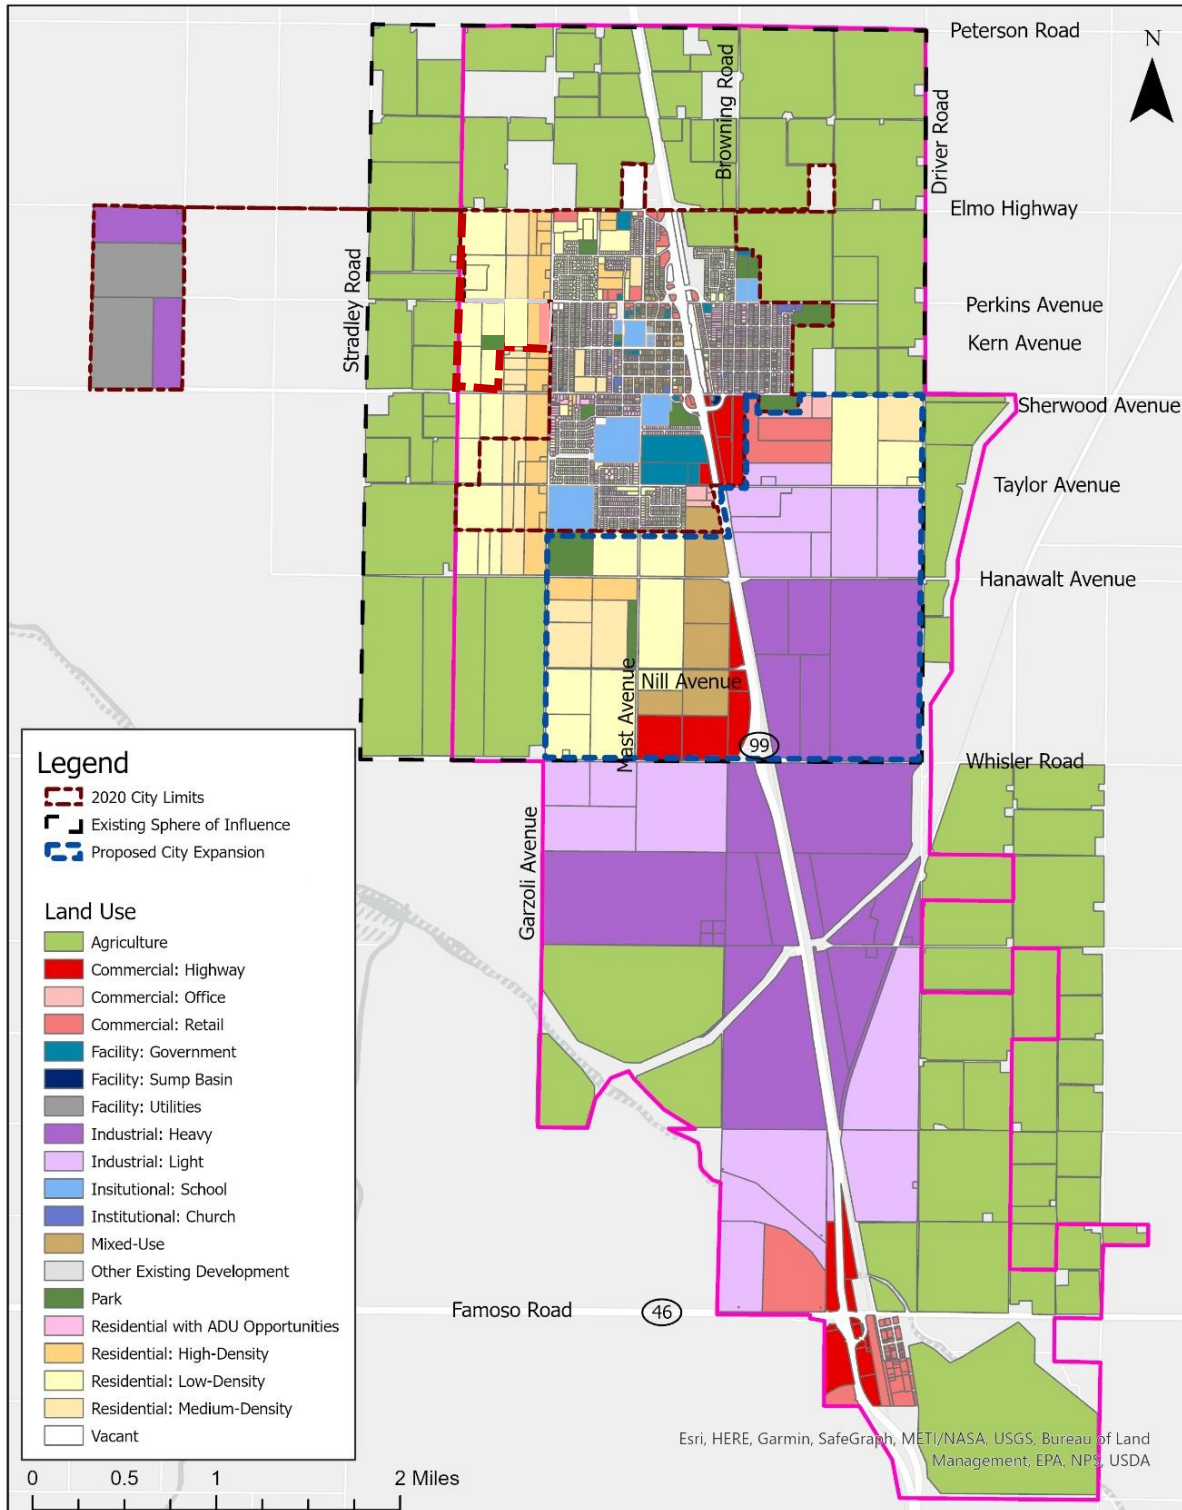 Peterson Road
N
Browning Road
Driver Road
Elmo Highway
Stradley Road
Perkins Avenue
Kern Avenue
Sherwood Avenue
Taylor Avenue
Hanawalt Avenue
Mast Avenue
Nill Avenue
99
Whisler Road
Garzoli Avenue
Legend
2020 City Limits
Existing Sphere of Influence
Proposed City Expansion
Land Use
Agriculture
Commercial: Highway
Commercial: Office
Commercial: Retail
Facility: Government
Facility: Sump Basin
Facility: Utilities
Industrial: Heavy
Industrial: Light
Insitutional: School
Institutional: Church
Mixed-Use
Other Existing Development
Park
Residential with ADU Opportunities
Residential: High-Density
Residential: Low-Density
Residential: Medium-Density
Vacant
Famoso Road
46
Esri, HERE, Garmin, SafeGraph, METI/NASA, USGS, Bureau of Land
Management, EPA, NPS, USDA
0 0.5 1 2 Miles